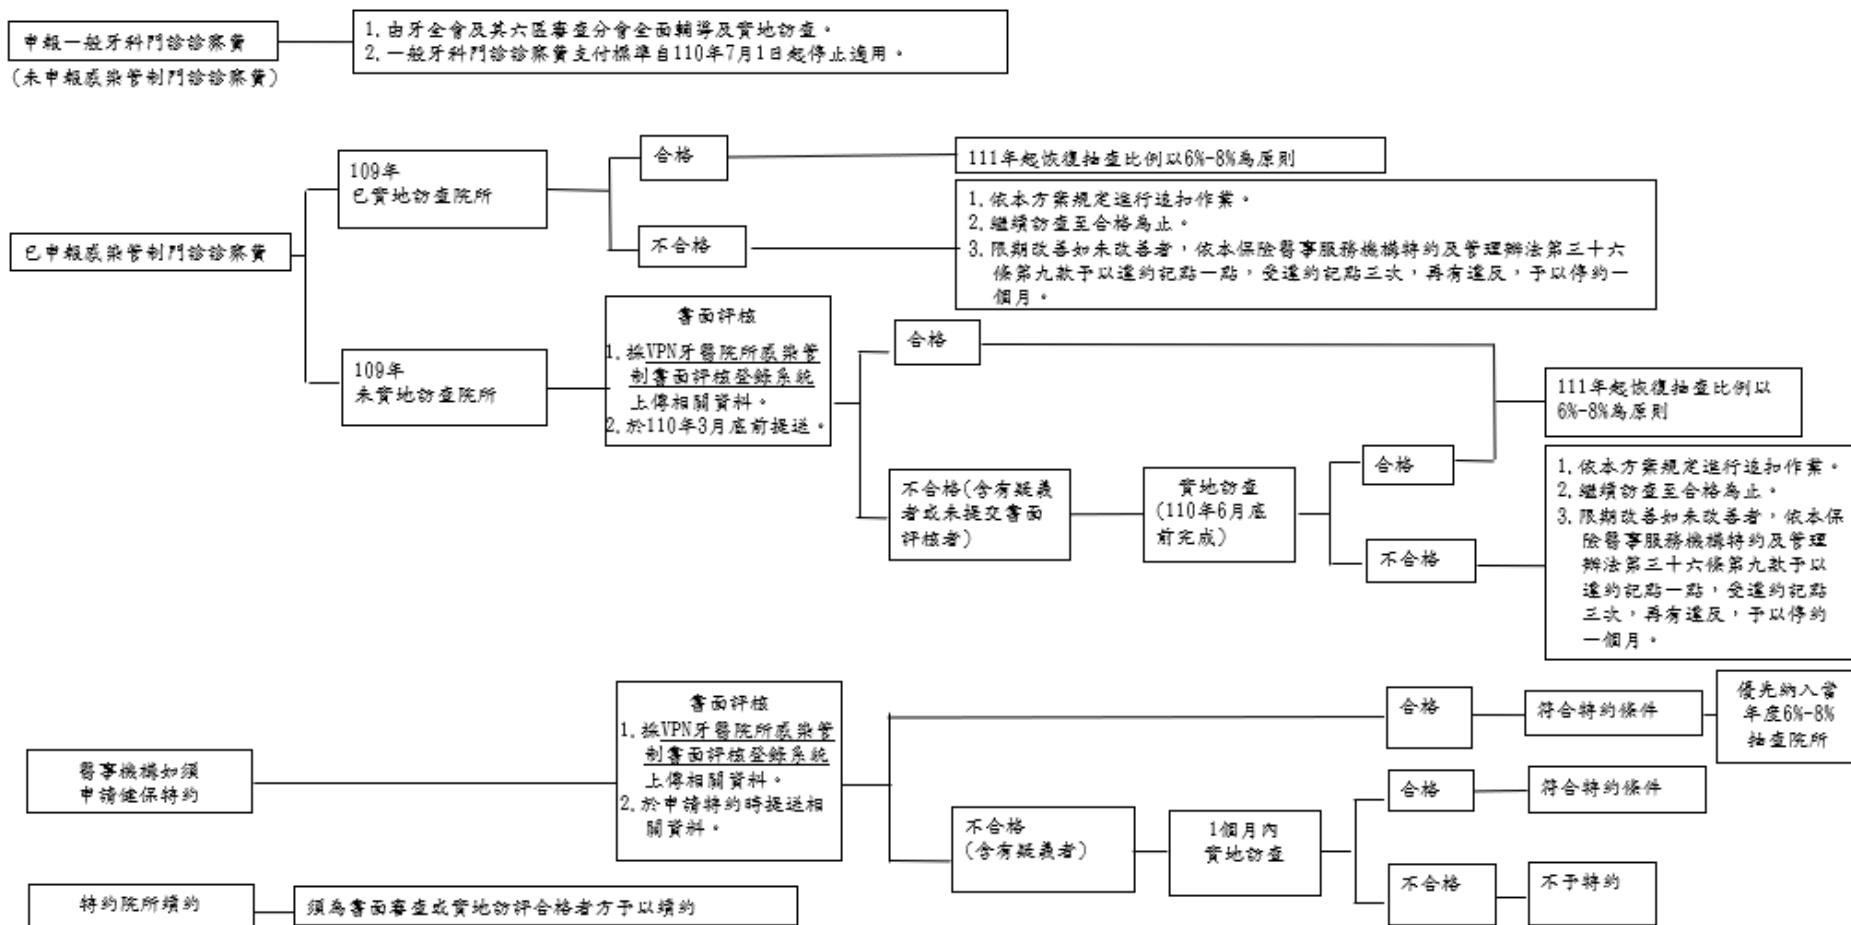 申報一般牙科門診診察費
(未申報感染管制門診診察費)
1.由牙全會及其六區審查分會全面輔導及實地訪查。
2.一般牙科門診診察費支付標準自110年7月1日起停止適用。
已申報感染管制門診診察費
109年
已實地訪查院所
合格
111年起恢復抽查比例以6%-8%為原則
不合格
1.依本方案規定進行追扣作業。
2.繼續訪查至合格為止。
3.限期改善如未改善者，依本保險醫事服務機構特約及管理辦法第三十六
條第九款予以違約記點一點，受違約記點三次，再有違反，予以停約一
個月。
109年
未實地訪查院所
書面評核
1.採VPN牙醫院所感染管
制書面評核登錄系統
上傳相關資料。
2.於110年3月底前提送。
合格
111年起恢復抽查比例以
6%-8%為原則
不合格(含有疑義
者或未提交書面
評核者)
實地訪查
(110年6月底
前完成)
合格
不合格
1.依本方案規定進行追扣作業。
2.繼續訪查至合格為止。
3.限期改善如未改善者，依本保
險醫事服務機構特約及管理
辦法第三十六條第九款予以
違約記點一點，受違約記點
三次，再有違反，予以停約
一個月。
醫事機構如須
申請健保特約
書面評核
1.採VPN牙醫院所感染管
制書面評核登錄系統
上傳相關資料。
2.於申請特約時提送相
關資料。
合格
符合特約條件
優先納入當
年度6%-8%
抽查院所
不合格
(含有疑義者)
1個月內
實地訪查
合格
符合特約條件
不合格
不予特約
特約院所續約
須為書面審查或實地訪評合格者方予以續約